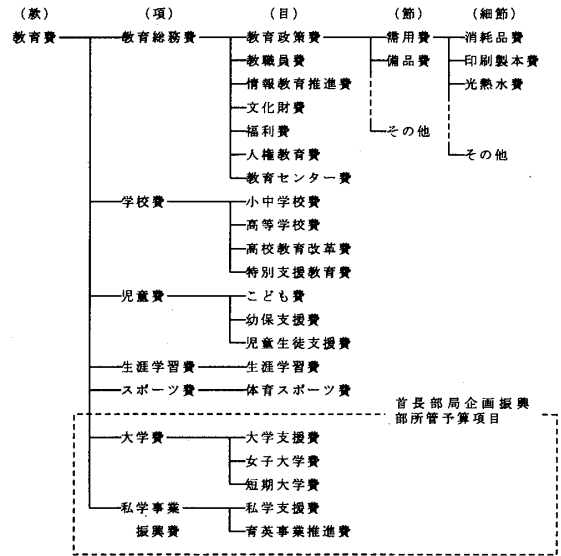 (款) (項) (目) (節) (細節)
教育費 教育総務費 教育政策費 需用費 消耗品費
教職員費 備品費 印刷製本費
情報教育推進費 光熱水費
文化財費
福利費 その他
人権教育費 その他
教育センター費
学校費 小中学校費
高等学校費
高校教育改革費
特別支援教育費
児童費 こども費
幼保支援費
児童生徒支援費
生涯学習費 生涯学習費
スポーツ費 体育スポーツ費
首長部局企画振興
部所管予算項目
大学費 大学支援費
女子大学費
短期大学費
私学事業 私学支援費
振興費 育英事業推進費